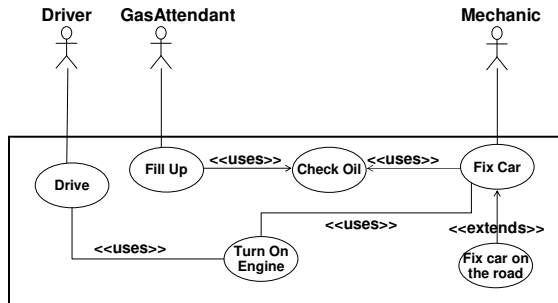 Driver GasAttendant Mechanic
Fill Up <<uses>> Check Oil <<uses>> Fix Car
Drive
<<uses>>
<<extends>>
<<uses>> Turn On
Engine
Fix car on
the road